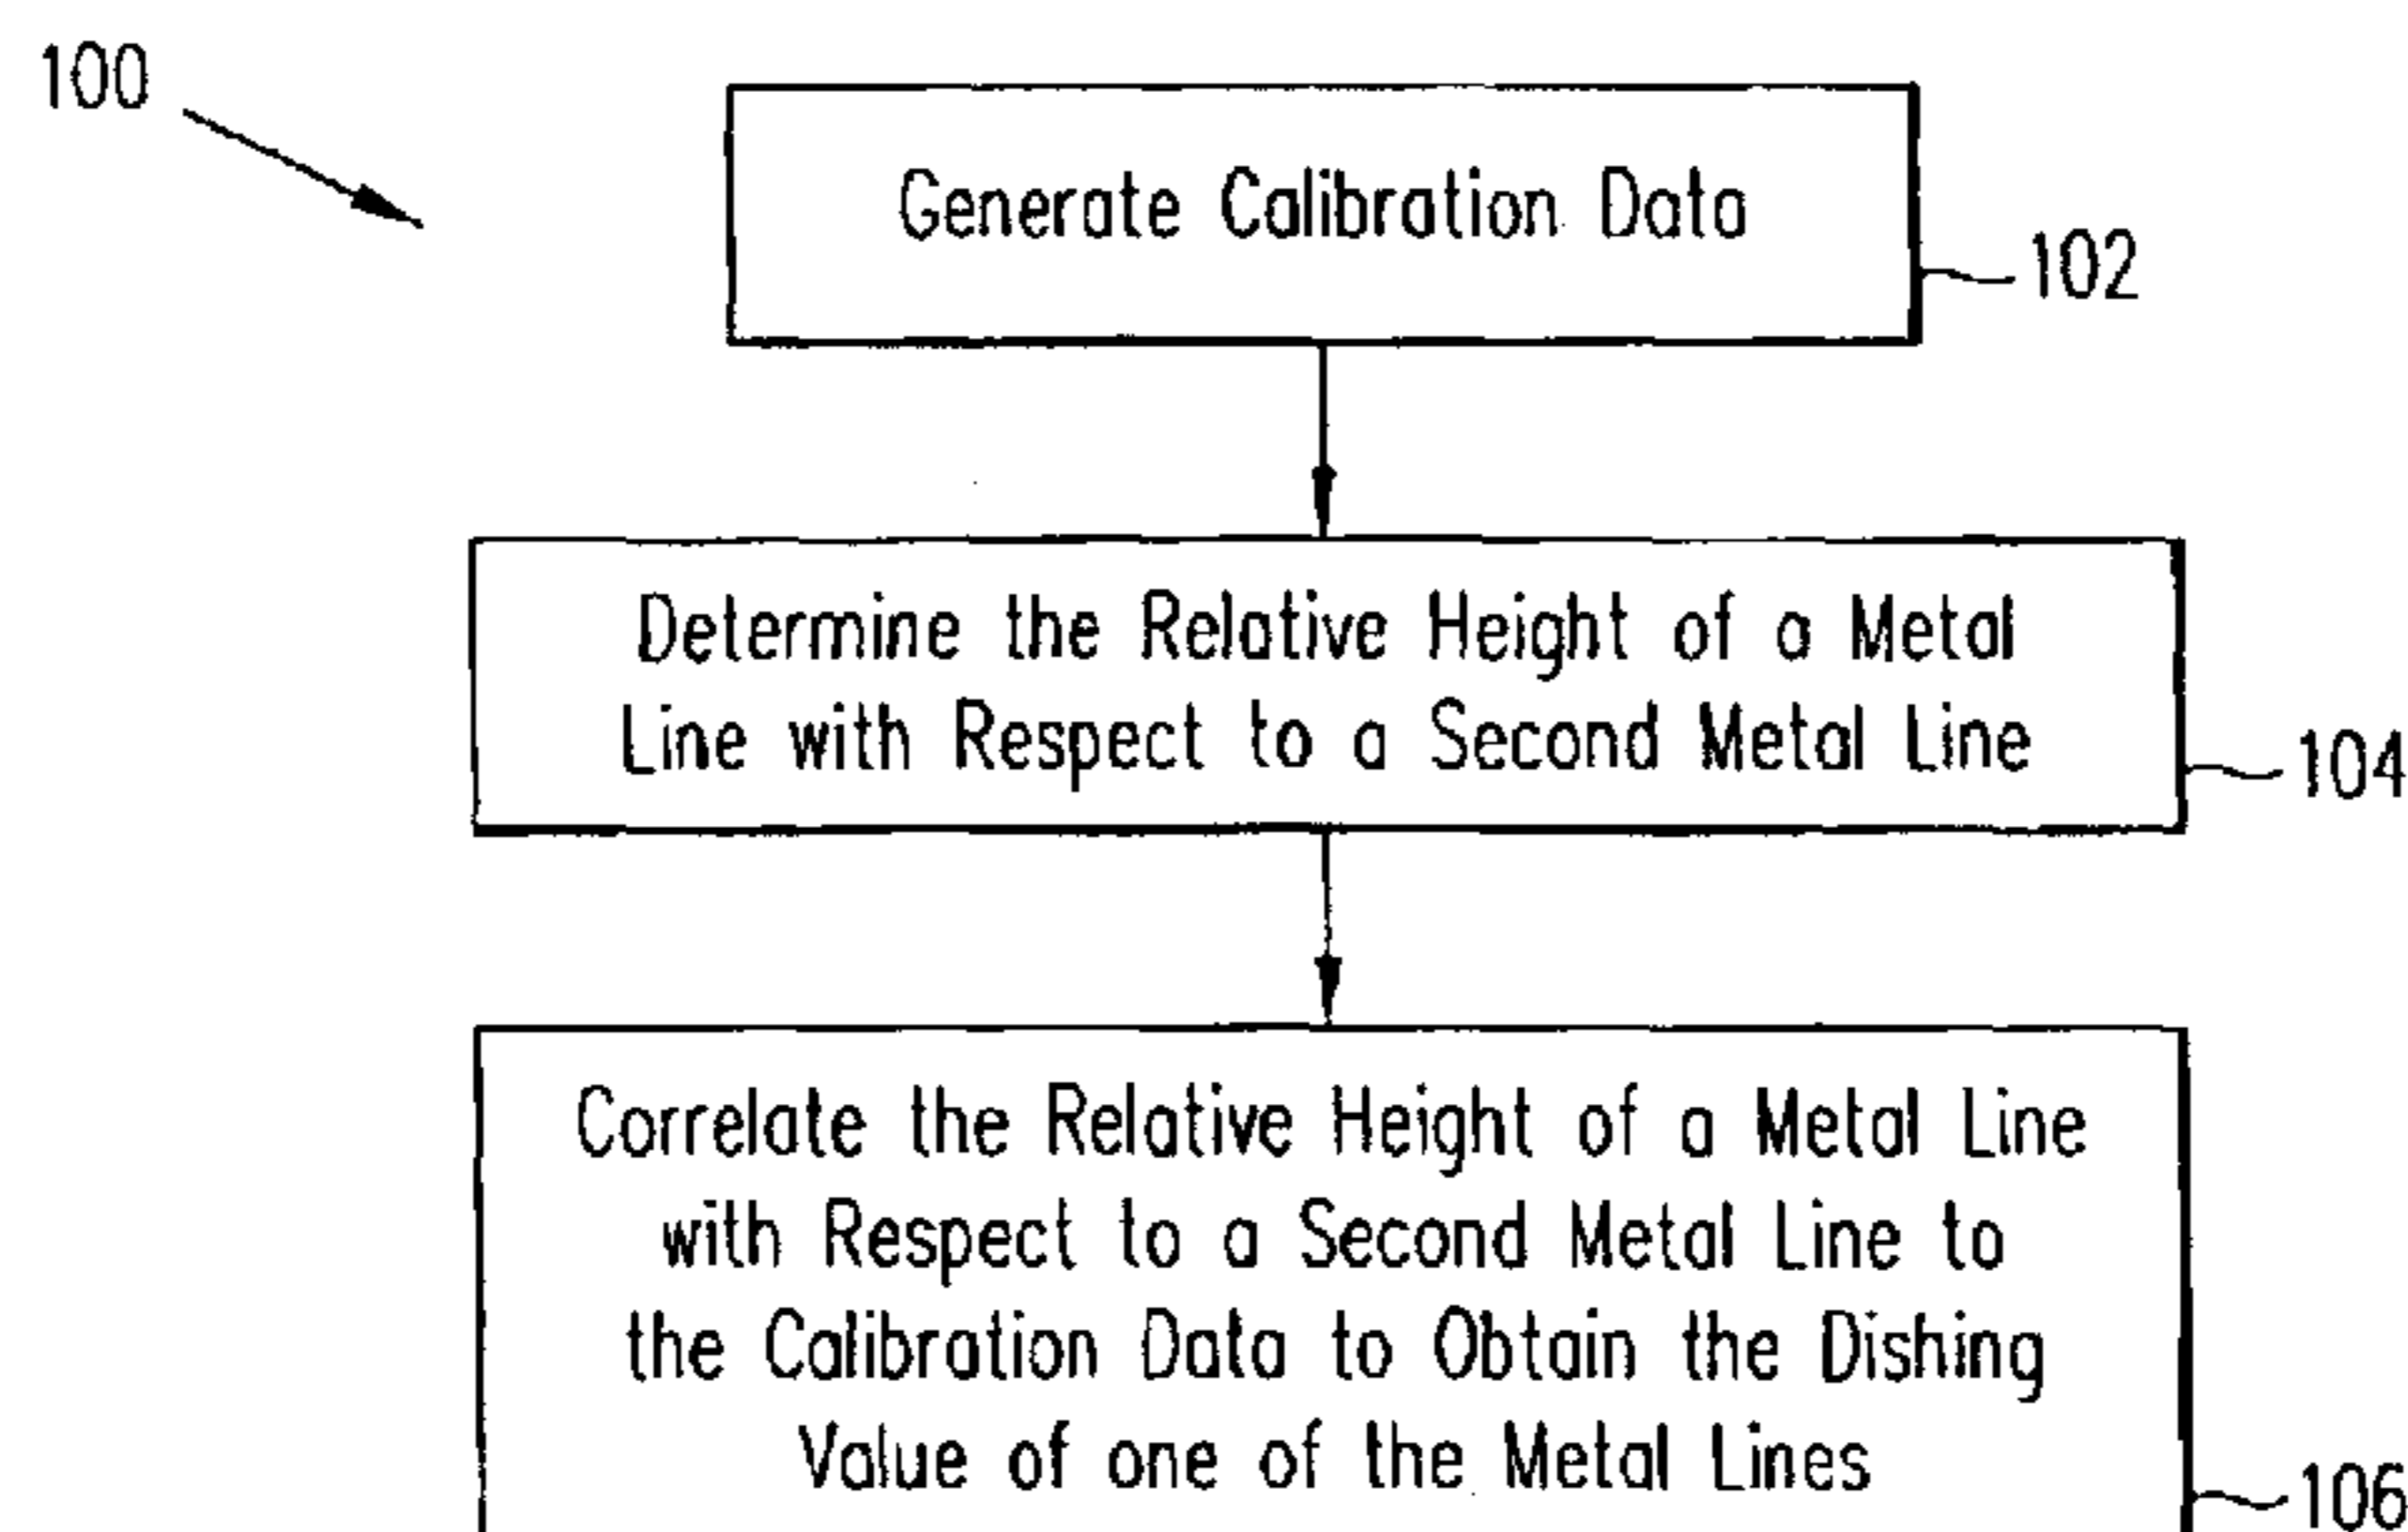 100
Generate Calibration Data
102
Determine the Relative Height of a Metal
Line with Respect to a Second Metal Line
104
Correlate the Relative Height of a Metal Line
with Respect to a Second Metal Line to
the Calibration Data to Obtain the Dishing
Value of one of the Metal Lines
106